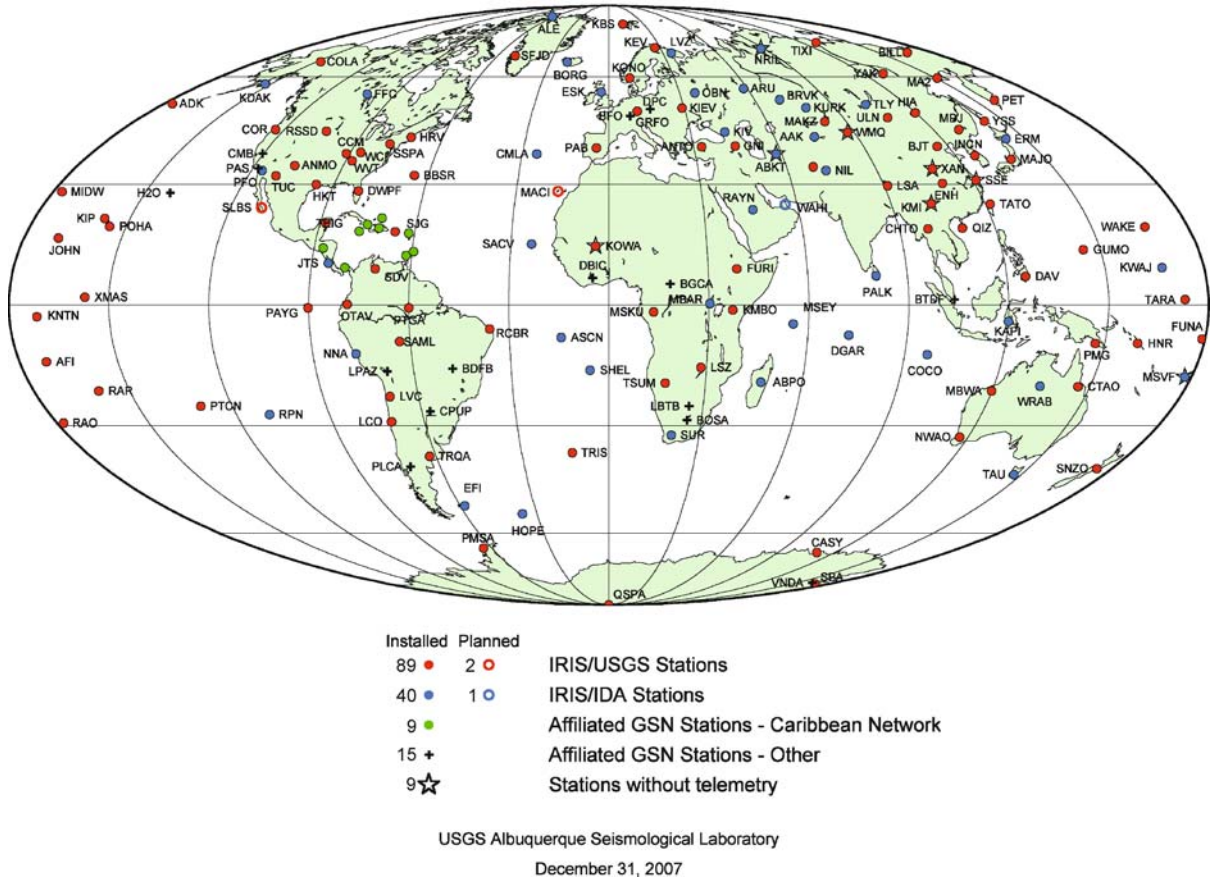 ALE
KBS
KEV
LVZ
NRIL
TIXI
BILL
COLA
SFJD
BORG
KONO
YAK
MA2
KDAK
FFC
ESK
OBN
ARU
BRVK
ADK
DPC
KIEV
KURK
TLY
HIA
PET
BFO
GRFO
MAKZ
ULN
MDJ
YSS
COR
RSSD
CCM
HRV
KIV
AAK
WMQ
ERM
CMB
ANMO
WCI
SSPA
CMLA
PAB
ANTO
GNI
BJT
INCN
MAJO
PAS
WVT
ABKT
NIL
XAN
PFO
TUC
BBSR
SSE
MIDW
H2O
HKT
DWPF
MACI
LSA
ENH
SLBS
RAYN
WAHI
KMI
TATO
KIP
POHA
TEIG
SJG
CHTO
QIZ
WAKE
JOHN
SACV
KOWA
GUMO
JTS
SDV
DBIC
FURI
PALK
DAV
KWAJ
BGCA
XMAS
MBAR
BTDF
TARA
KNTN
PAYG
OTAV
PTGA
MSKU
KMBO
MSEY
KAPI
FUNA
RCBR
ASCN
DGAR
SAML
PMG
HNR
NNA
COCO
AFI
LPAZ
BDFB
SHEL
LSZ
MSVF
RAR
TSUM
ABPO
MBWA
WRAB
CTAO
PTCN
RPN
LVC
CPUP
LBTB
RAO
LCO
BOSA
SUR
NWAO
TRIS
PLCA
TRQA
TAU
SNZO
EFI
HOPE
PMSA
CASY
VNDA
SBA
QSPA
Installed Planned
89 2 IRIS/USGS Stations
40 1 IRIS/IDA Stations
9 Affiliated GSN Stations - Caribbean Network
15 Affiliated GSN Stations - Other
9 Stations without telemetry
USGS Albuquerque Seismological Laboratory
December 31, 2007